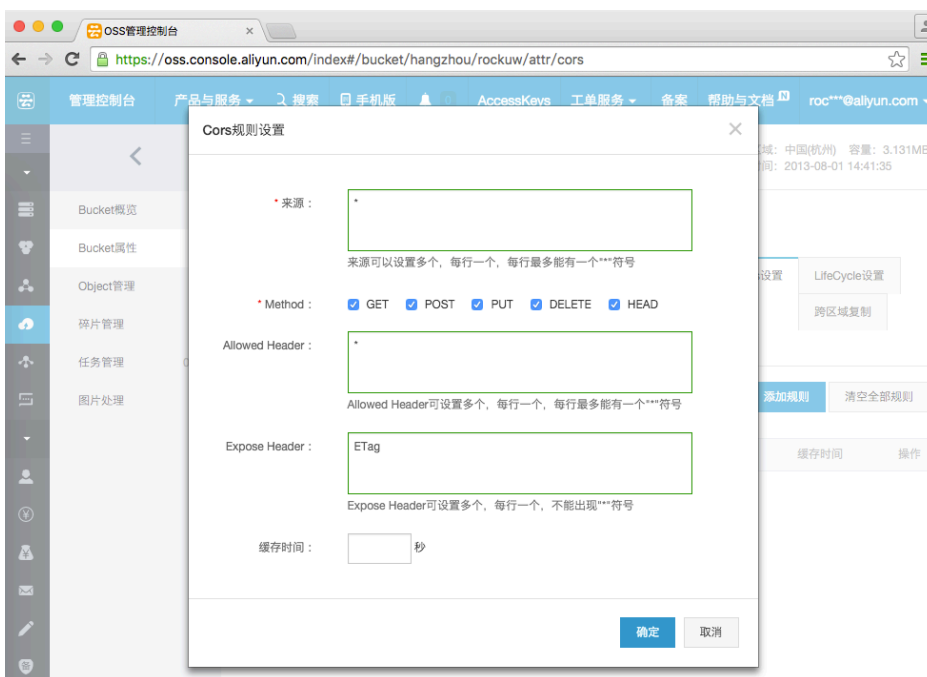 OSS管理控制台
https://oss.console.aliyun.com/index#/bucket/hangzhou/rockuw/attr/cors
管理控制台 产品与服务 搜索 手机版 0 AccessKeys 工单服务 备案 帮助与文档 N roc***@aliyun.com
Cors规则设置
区域: 中国(杭州) 容量: 3.131MB
时间: 2013-08-01 14:41:35
Bucket概览
Bucket属性
Object管理
碎片管理
任务管理 0
图片处理
* 来源：
*
来源可以设置多个，每行一个，每行最多能有一个"*"符号
设置 LifeCycle设置
跨区域复制
* Method： GET POST PUT DELETE HEAD
Allowed Header：
*
Allowed Header可设置多个，每行一个，每行最多能有一个"*"符号
添加规则 清空全部规则
Expose Header：
ETag
Expose Header可设置多个，每行一个，不能出现"*"符号
缓存时间 操作
缓存时间： 秒
确定 取消